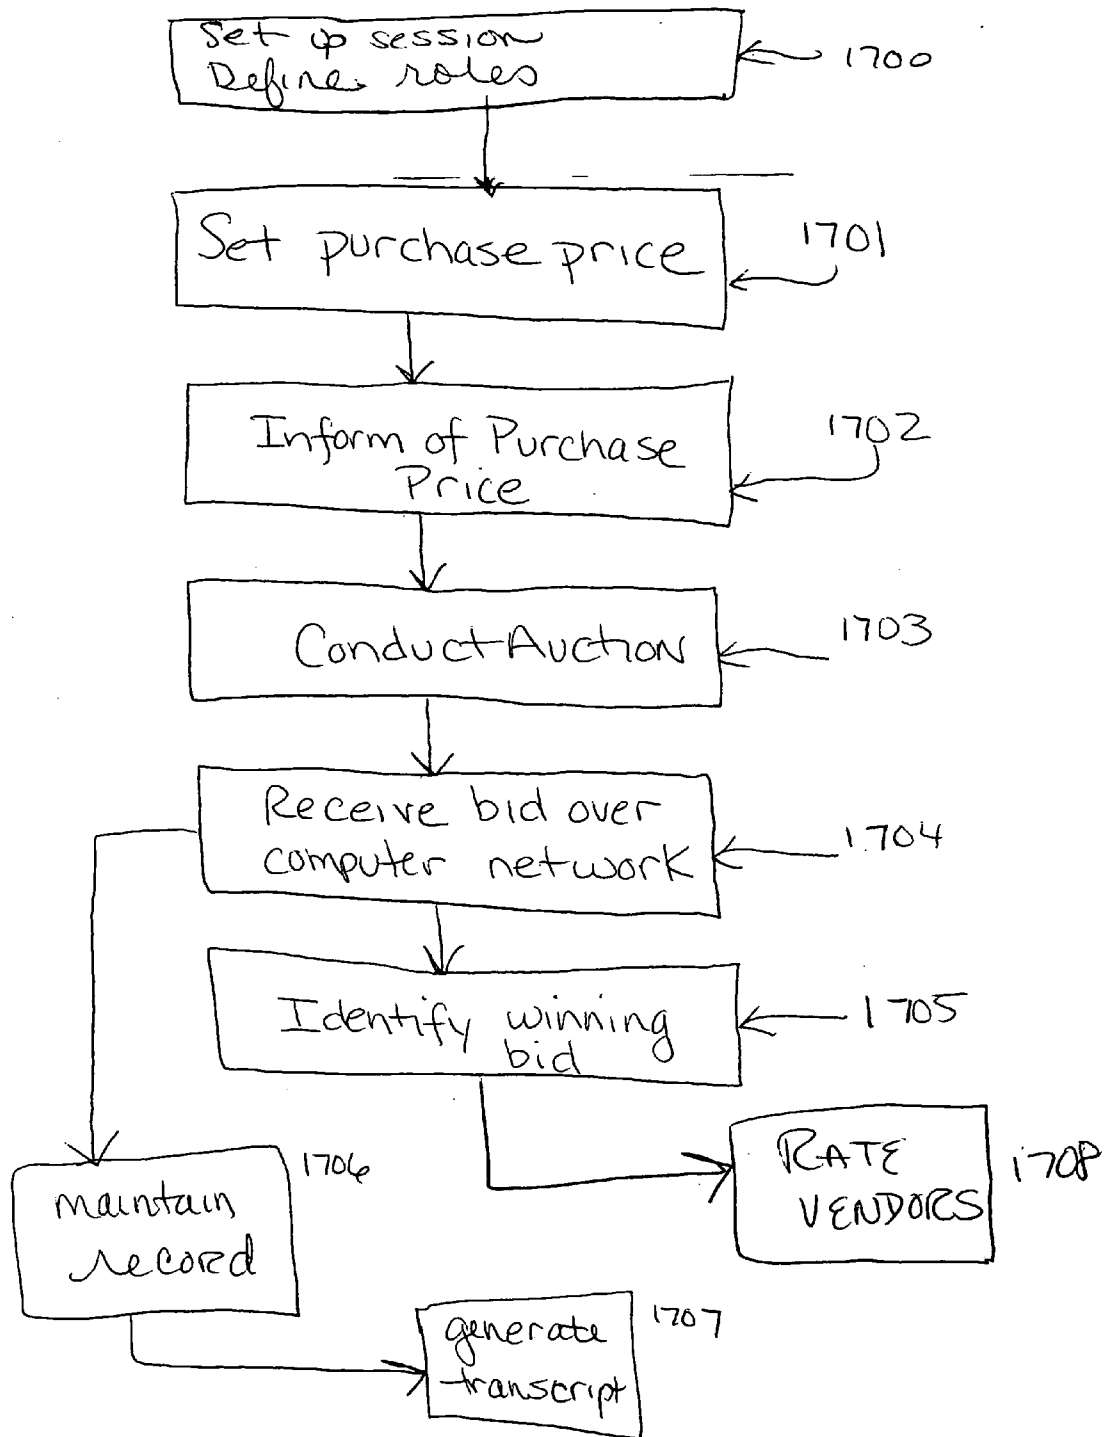 Set up session
Define roles
1700
Set purchase price
1701
Inform of Purchase
Price
1702
Conduct Auction
1703
Receive bid over
computer network
1704
Identify winning
bid
1705
RATE
VENDORS
1708
maintain
record
1706
generate
transcript
1707